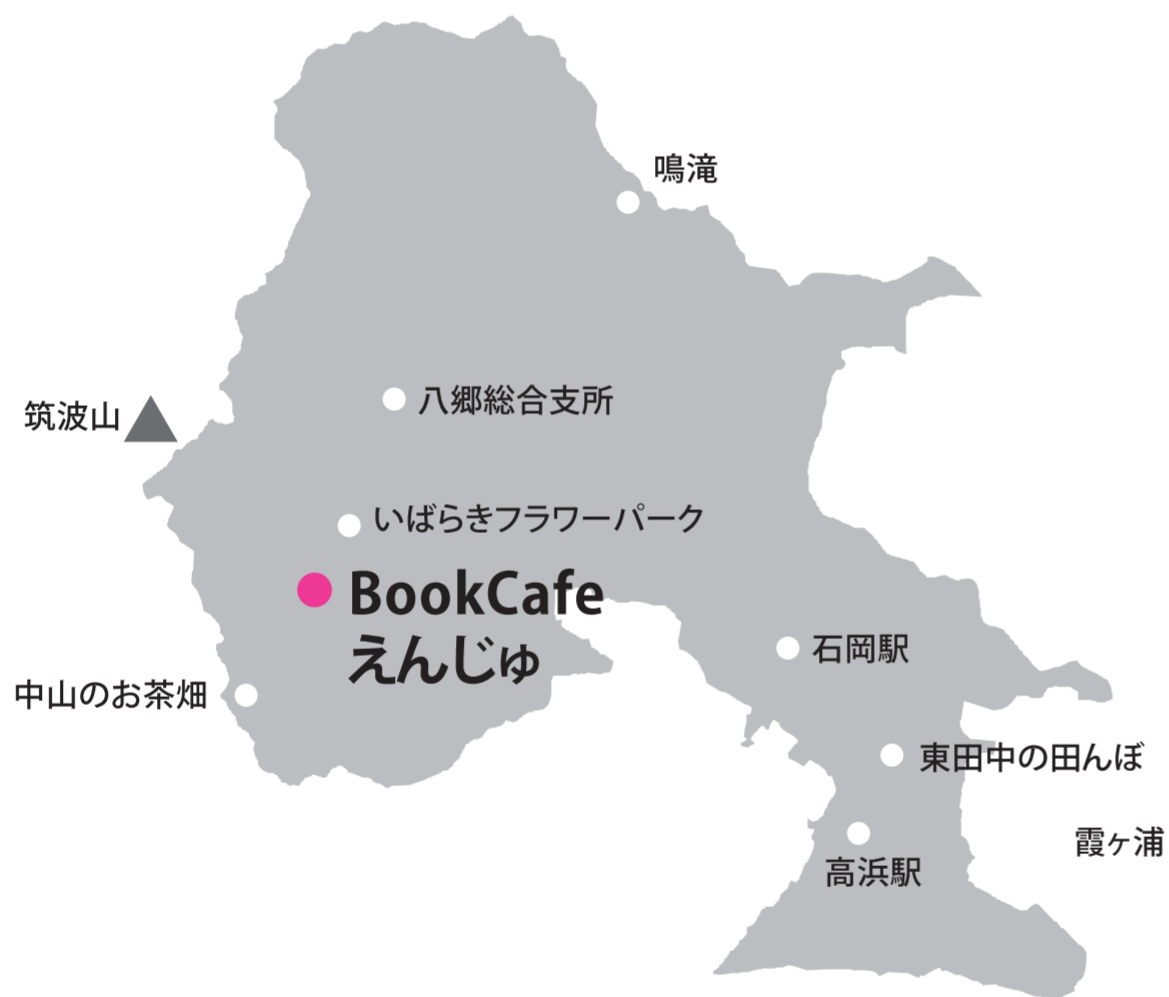 鳴滝
八郷総合支所
筑波山
いばらきフラワーパーク
BookCafe
えんじゅ
石岡駅
中山のお茶畑
東田中の田んぼ
霞ヶ浦
高浜駅